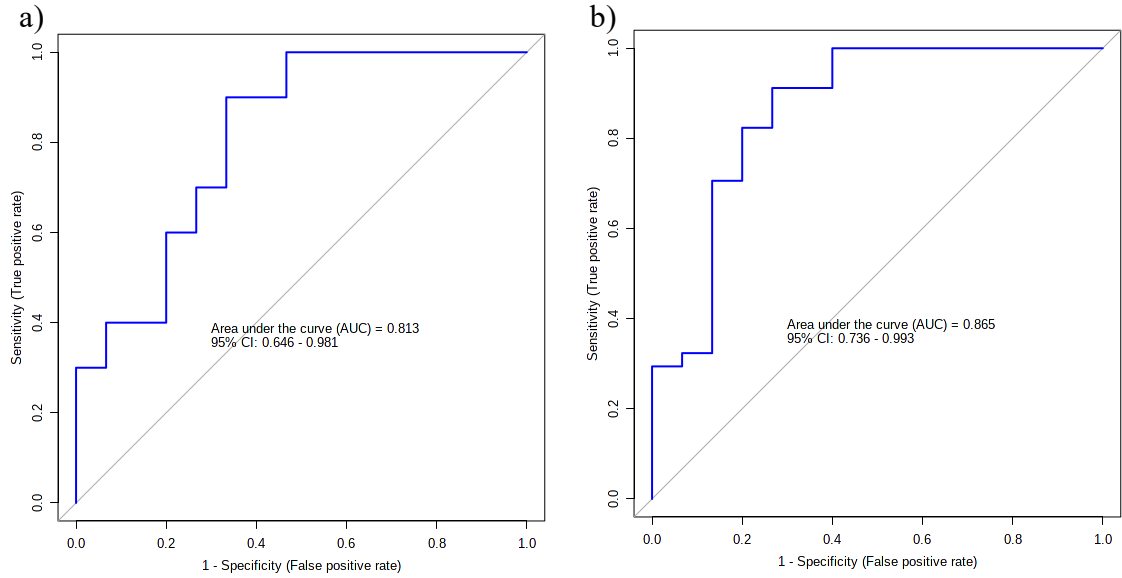 a)
1.0
0.8
0.6
0.4
0.2
0.0
Sensitivity (True positive rate)
Area under the curve (AUC) = 0.813
95% CI: 0.646 - 0.981
0.0 0.2 0.4 0.6 0.8 1.0
1 - Specificity (False positive rate)
b)
1.0
0.8
0.6
0.4
0.2
0.0
Sensitivity (True positive rate)
Area under the curve (AUC) = 0.865
95% CI: 0.736 - 0.993
0.0 0.2 0.4 0.6 0.8 1.0
1 - Specificity (False positive rate)